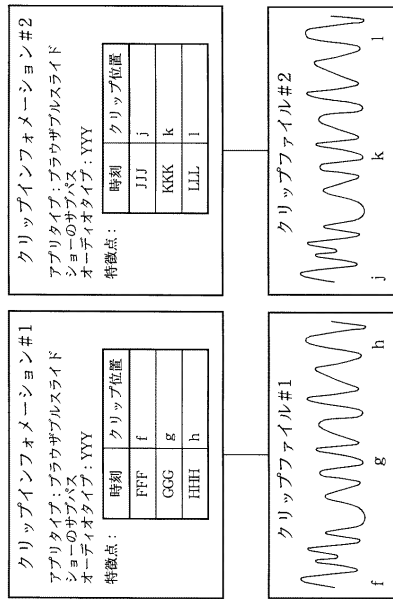 クリップインフォメーション#1
アプリタイプ:ブラウザブルスライド
ショーのサブパス
オーディオタイプ:YYY
特徴点:
時刻 クリップ位置
FFF f
GGG g
HHH h
クリップファイル#1
f g h
クリップインフォメーション#2
アプリタイプ:ブラウザブルスライド
ショーのサブパス
オーディオタイプ:YYY
特徴点:
時刻 クリップ位置
JJJ j
KKK k
LLL l
クリップファイル#2
j k l